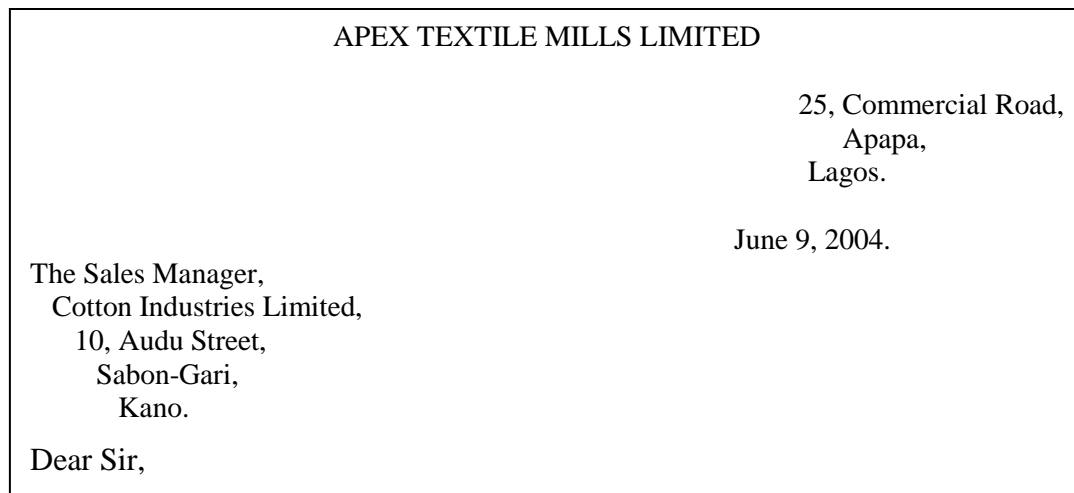 APEX TEXTILE MILLS LIMITED
25, Commercial Road,
Apapa,
Lagos.
June 9, 2004.
The Sales Manager,
Cotton Industries Limited,
10, Audu Street,
Sabon-Gari,
Kano.
Dear Sir,